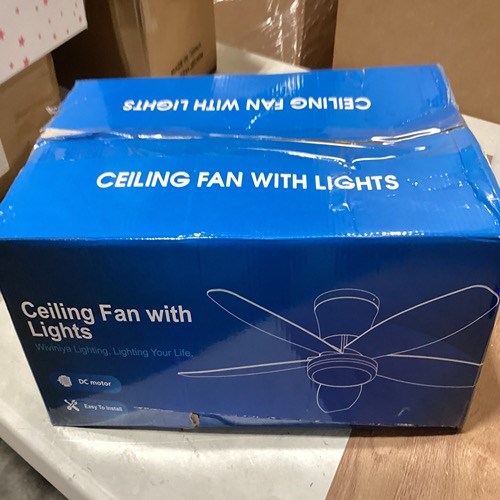 CEILING FAN WITH LIGHTS
CEILING FAN WITH LIGHTS
Ceiling Fan with
Lights
Wiviniya Lighting, Lighting Your Life
DC motor
Easy To Install